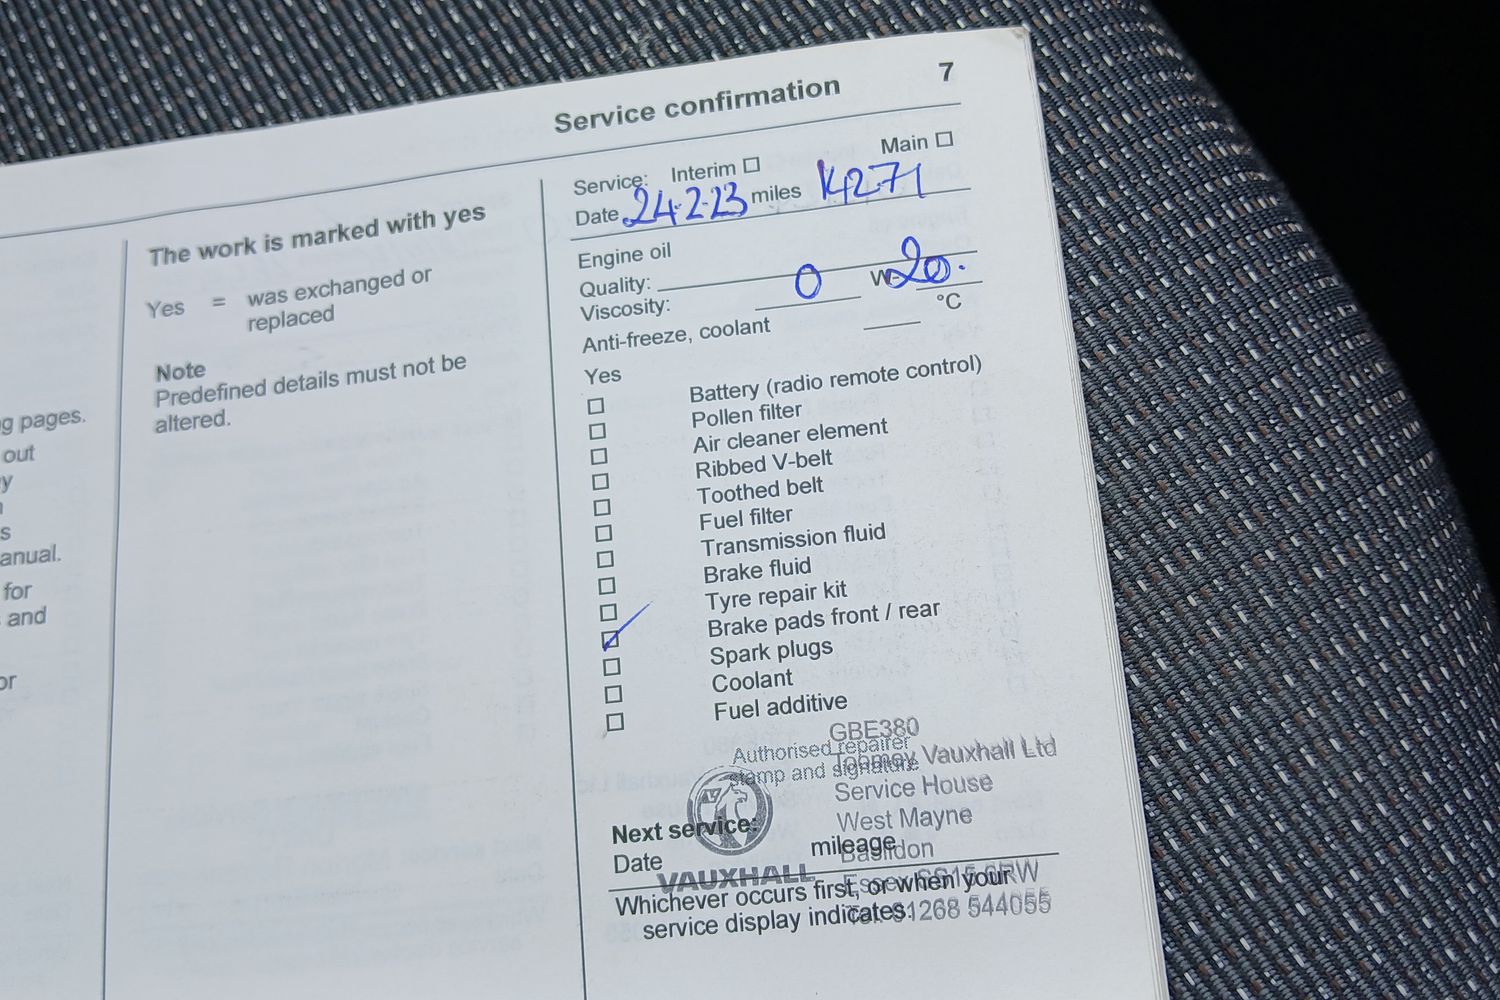 Service confirmation 7
g pages.
out
y
s
anual.
for
and
or
The work is marked with yes
Yes = was exchanged or
replaced
Note
Predefined details must not be
altered.
Service: Interim Main
Date 24.2.23 miles 14271
Engine oil
Quality:
Viscosity: 0 W-20.
Anti-freeze, coolant °C
Yes
Battery (radio remote control)
Pollen filter
Air cleaner element
Ribbed V-belt
Toothed belt
Fuel filter
Transmission fluid
Brake fluid
Tyre repair kit
Brake pads front / rear
Spark plugs
Coolant
Fuel additive
GBE380
Authorised repairer
stamp and signature
Toomey Vauxhall Ltd
Service House
West Mayne
Basildon
Essex SS15 6RW
Tel: 01268 544055
VAUXHALL
Next service:
Date mileage
Whichever occurs first, or when your
service display indicates.